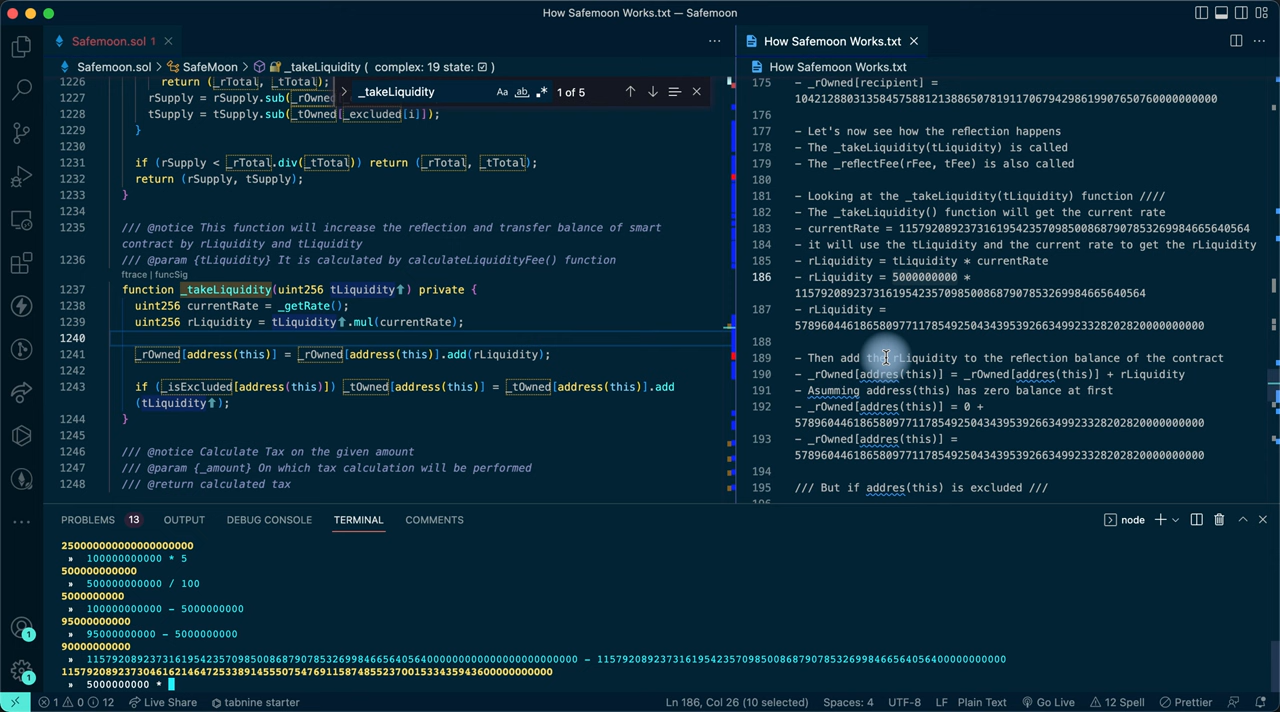 How Safemoon Works.txt — Safemoon
Safemoon.sol 1
How Safemoon Works.txt
Safemoon.sol > SafeMoon > _takeLiquidity ( complex: 19 state: ☑ )
How Safemoon Works.txt
_takeLiquidity
Aa ab 1 of 5
1226 return (_rTotal, _tTotal);
1227 rSupply = rSupply.sub(_rOwned
1228 tSupply = tSupply.sub(_tOwned[_excluded[i]]);
1229 }
1230
1231 if (rSupply < _rTotal.div(_tTotal)) return (_rTotal, _tTotal);
1232 return (rSupply, tSupply);
1233 }
1234
1235 /// @notice This function will increase the reflection and transfer balance of smart
contract by rLiquidity and tLiquidity
1236 /// @param {tLiquidity} It is calculated by calculateLiquidityFee() function
ftrace | funcSig
1237 function _takeLiquidity(uint256 tLiquidity⬆) private {
1238 uint256 currentRate = _getRate();
1239 uint256 rLiquidity = tLiquidity⬆.mul(currentRate);
1240
1241 _rOwned[address(this)] = _rOwned[address(this)].add(rLiquidity);
1242
1243 if (_isExcluded[address(this)]) _tOwned[address(this)] = _tOwned[address(this)].add
(tLiquidity⬆);
1244 }
1245
1246 /// @notice Calculate Tax on the given amount
1247 /// @param {_amount} On which tax calculation will be performed
1248 /// @return calculated tax
175 - _rOwned[recipient] =
176
177 - Let's now see how the reflection happens
178 - The _takeLiquidity(tLiquidity) is called
179 - The _reflectFee(rFee, tFee) is also called
180
181 - Looking at the _takeLiquidity(tLiquidity) function ////
182 - The _takeLiquidity() function will get the current rate
183 - currentRate =
184 - it will use the tLiquidity and the current rate to get the rLiquidity
185 - rLiquidity = tLiquidity * currentRate
186 - rLiquidity = 5000000000 *
187 - rLiquidity =
188
189 - Then add the rLiquidity to the reflection balance of the contract
190 - _rOwned[addres(this)] = _rOwned[addres(this)] + rLiquidity
191 - Asumming address(this) has zero balance at first
192 - _rOwned[addres(this)] = 0 +
193 - _rOwned[addres(this)] =
194
195 /// But if addres(this) is excluded ///
PROBLEMS 13 OUTPUT DEBUG CONSOLE TERMINAL COMMENTS
node
» 100000000000 * 5
500000000000
» 500000000000 / 100
5000000000
» 100000000000 - 5000000000
95000000000
» 95000000000 - 5000000000
90000000000
» 5000000000 *
1
1
1 0 12 Live Share tabnine starter
Ln 186, Col 26 (10 selected) Spaces: 4 UTF-8 LF Plain Text Go Live 12 Spell Prettier